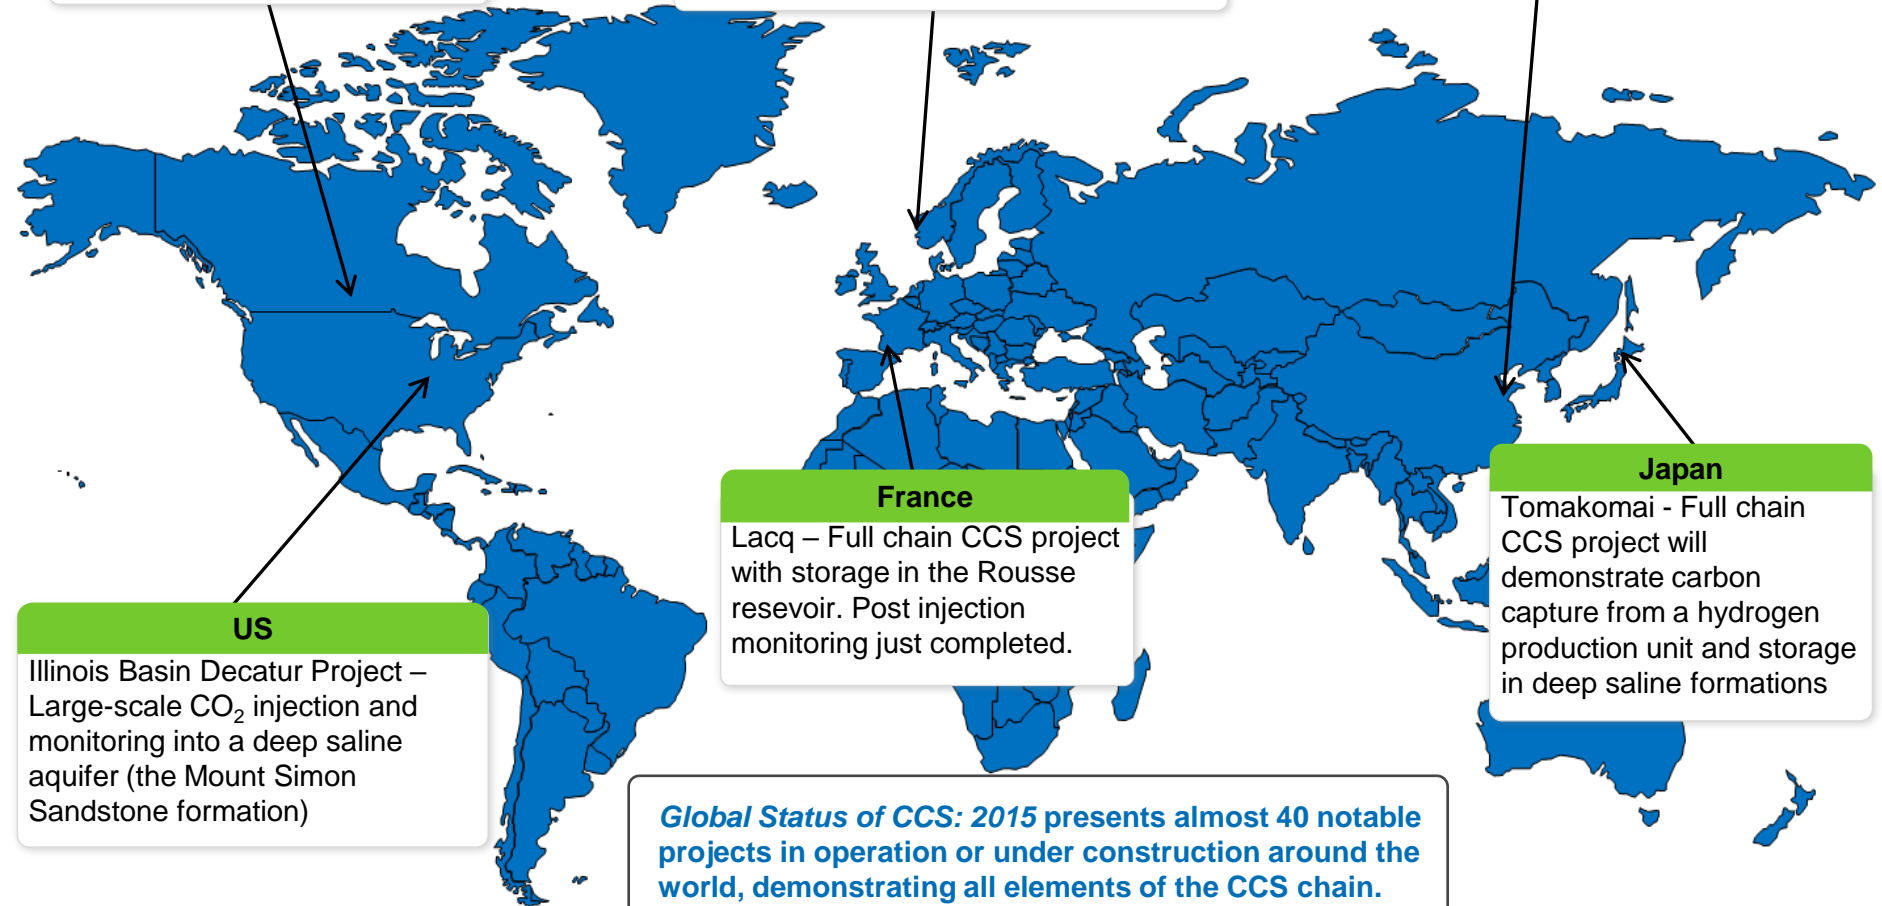 France
Lacq – Full chain CCS project
with storage in the Rousse
resevoir. Post injection
monitoring just completed.
Japan
Tomakomai - Full chain
CCS project will
demonstrate carbon
capture from a hydrogen
production unit and storage
in deep saline formations
US
Illinois Basin Decatur Project –
Large-scale CO₂ injection and
monitoring into a deep saline
aquifer (the Mount Simon
Sandstone formation)
Global Status of CCS: 2015 presents almost 40 notable
projects in operation or under construction around the
world, demonstrating all elements of the CCS chain.